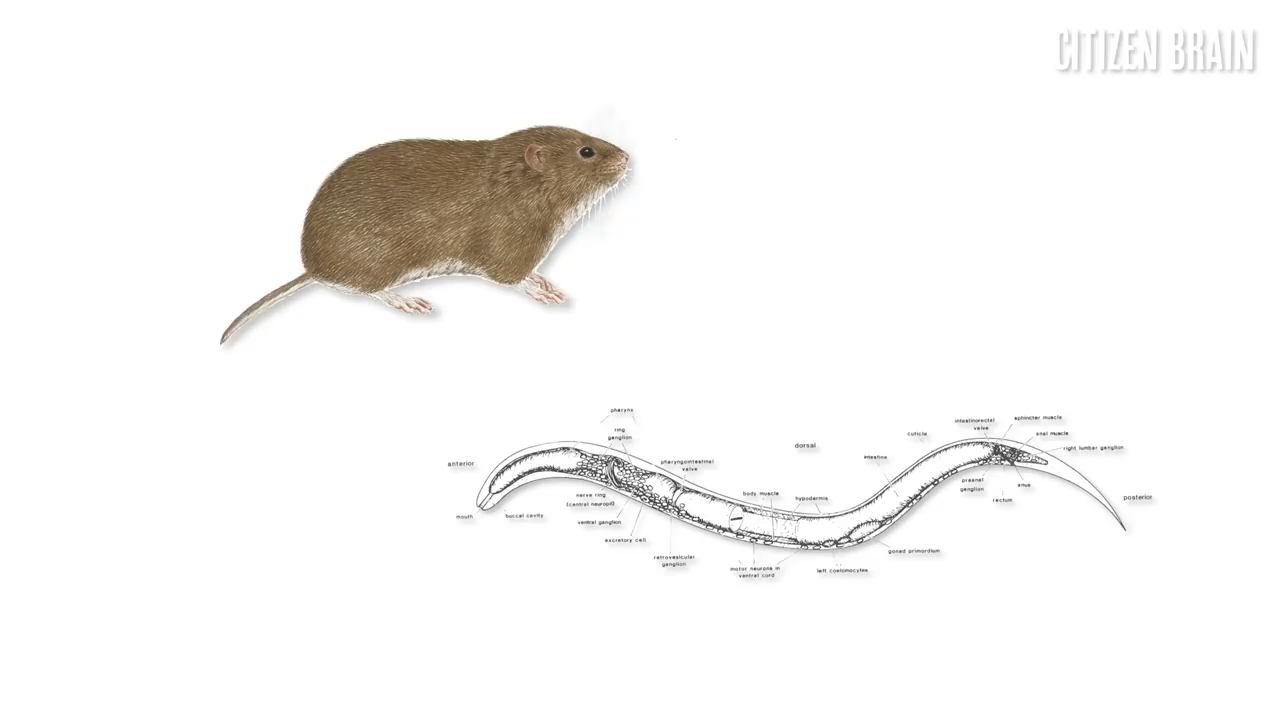 CITIZEN BRAIN
pharynx
ring
ganglion
dorsal
anterior
pharyngointestinal
valve
cuticle
intestinorectal
valve
sphincter muscle
anal muscle
right lumbar ganglion
intestine
mouth
buccal cavity
nerve ring
(central neuropil)
ventral ganglion
excretory cell
retrovesicular
ganglion
body muscle
hypodermis
motor neurons in
ventral cord
left coelomocytes
gonad primordium
preanal
ganglion
anus
rectum
posterior